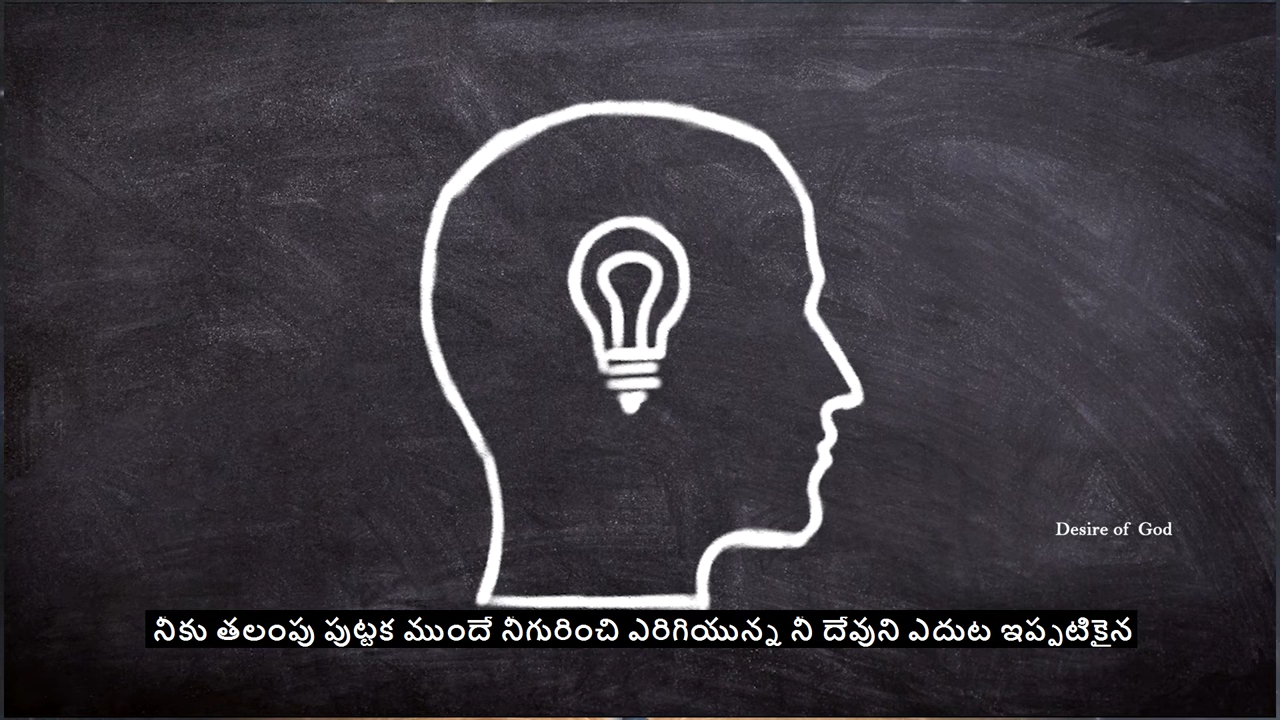 Desire of God
నీకు తలంపు పుట్టక ముందే నీగురించి ఎరిగియున్న నీ దేవుని ఎదుట ఇప్పటికైన